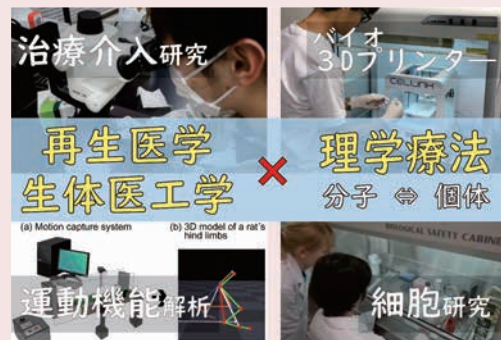 治療介入研究
バイオ
3Dプリンター
CELLINK
再生医学
生体医工学
×
理学療法
分子 ⇔ 個体
(a) Motion capture system
(b) 3D model of a rat's
hind limbs
BIOLOGICAL SAFETY CABINE
運動機能解析
細胞研究